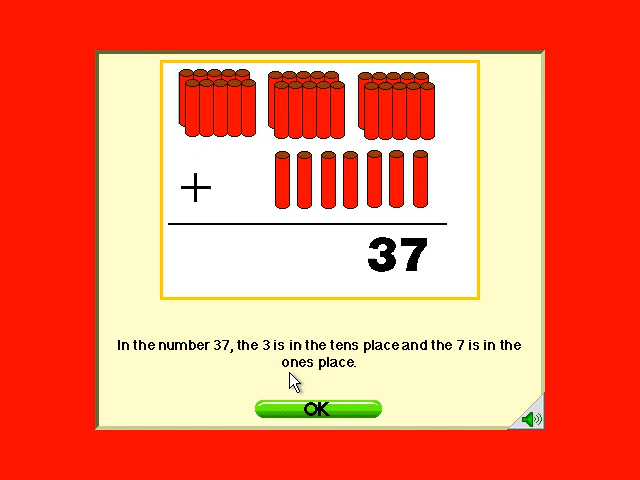 +
37
In the number 37, the 3 is in the tens place and the 7 is in the
ones place.
OK